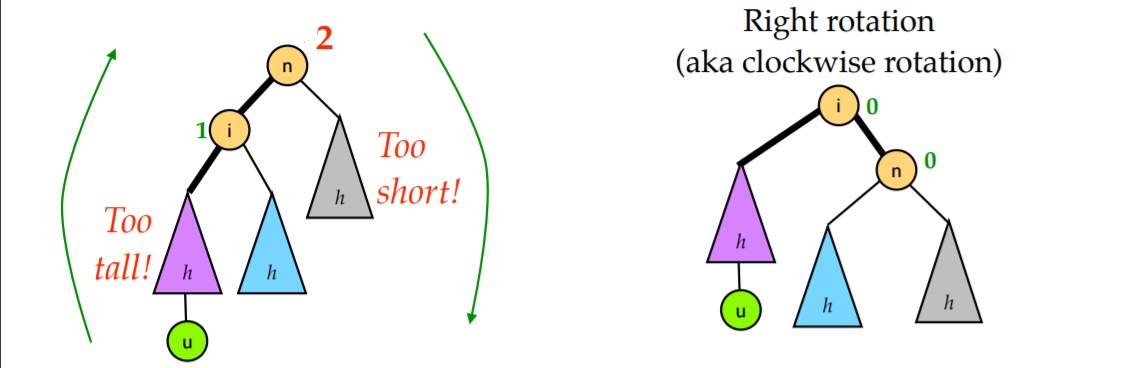 2
n
1
i
Too
short!
h
Too
tall!
h
h
u
Right rotation
(aka clockwise rotation)
i
0
n
0
h
h
h
u